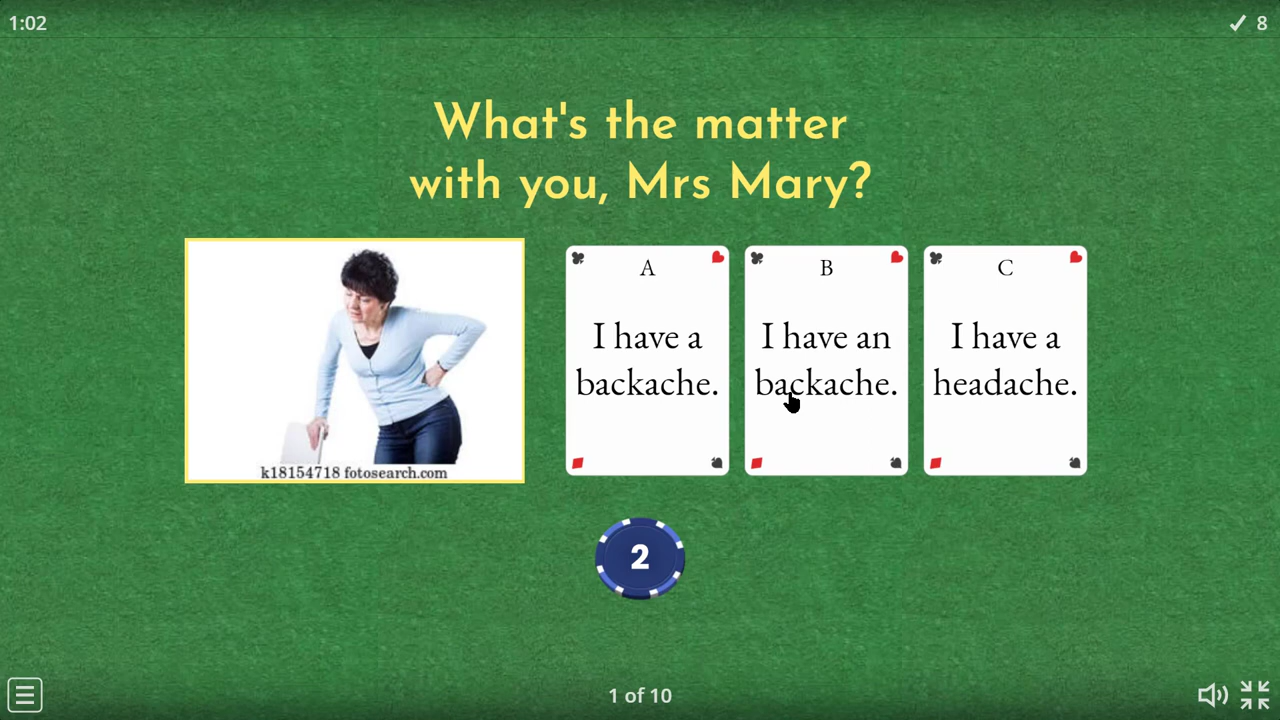 1:02
8
What's the matter
with you, Mrs Mary?
A
I have a
backache.
B
I have an
backache.
C
I have a
headache.
k18154718 fotosearch.com
2
1 of 10